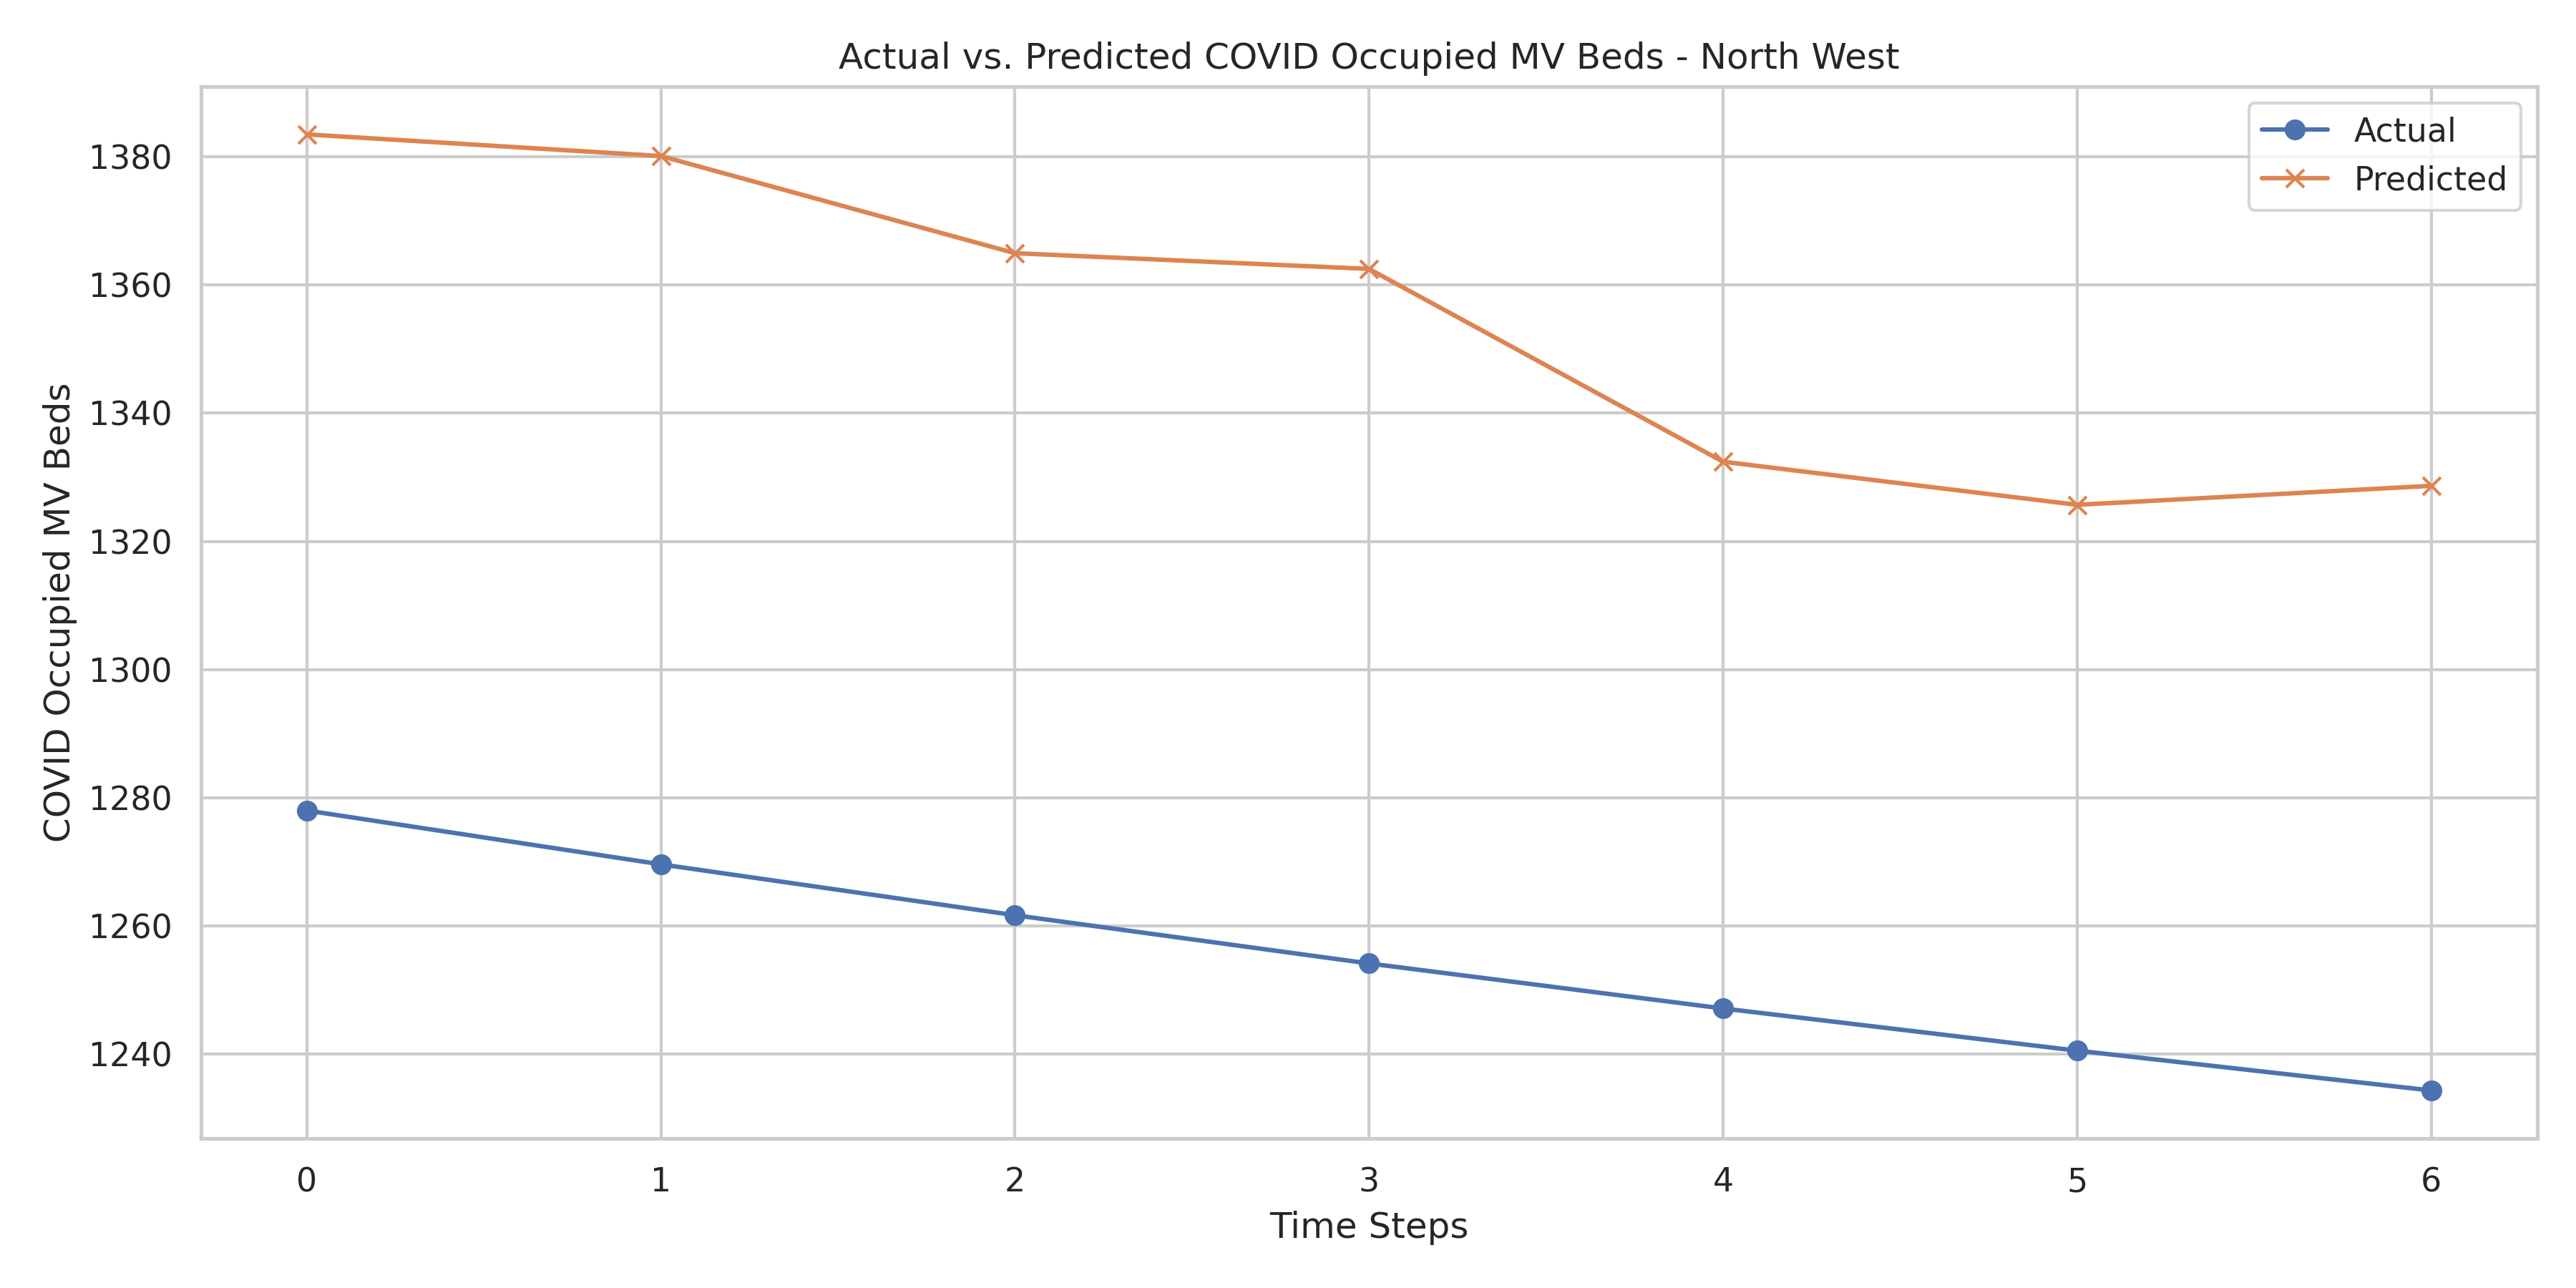 Actual vs. Predicted COVID Occupied MV Beds - North West
Actual
Predicted
COVID Occupied MV Beds
1380
1360
1340
1320
1300
1280
1260
1240
0 1 2 3 4 5 6
Time Steps